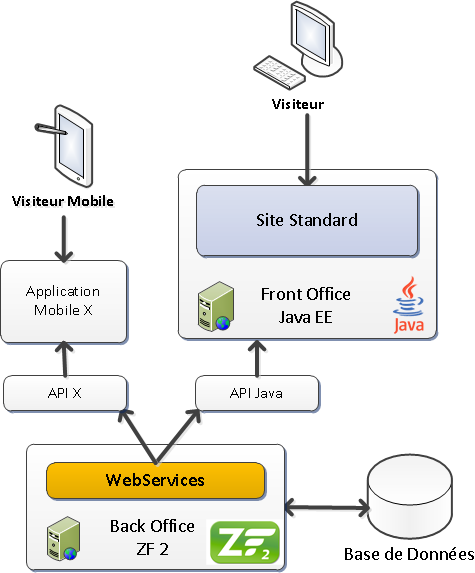 Visiteur
Visiteur Mobile
Site Standard
Application
Mobile X
Front Office
Java EE
Java
API X
API Java
WebServices
Back Office
ZF 2
ZF2
Base de Données